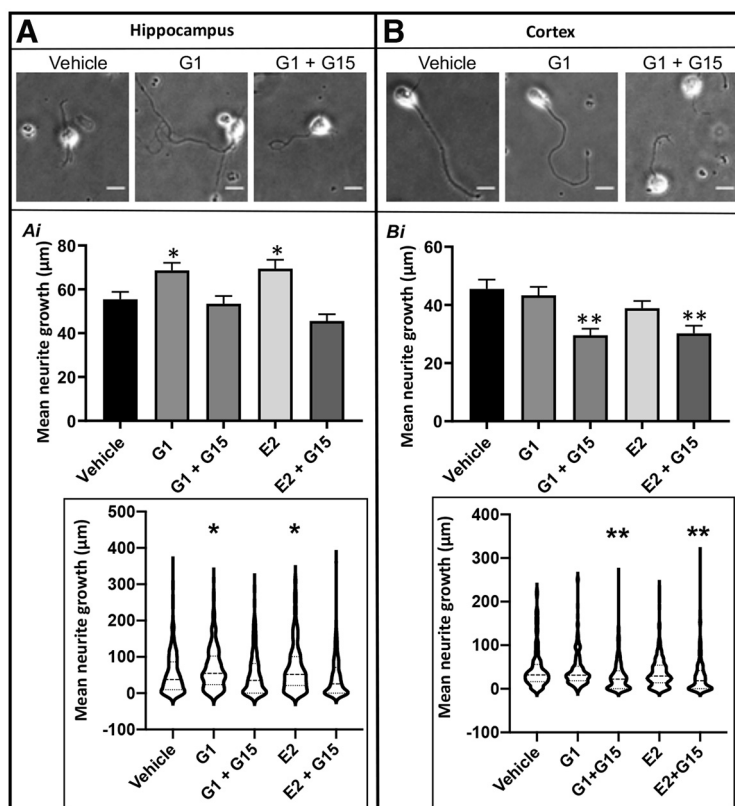 A
Hippocampus
Vehicle G1 G1 + G15
Ai
Mean neurite growth (μm)
80
60
40
20
0
* *
Vehicle G1 G1 + G15 E2 E2 + G15
Mean neurite growth (μm)
500
400
300
200
100
0
-100
* *
Vehicle G1 G1 + G15 E2 E2 + G15
B
Cortex
Vehicle G1 G1 + G15
Bi
Mean neurite growth (μm)
60
40
20
0
** **
Vehicle G1 G1 + G15 E2 E2 + G15
Mean neurite growth (μm)
400
300
200
100
0
-100
** **
Vehicle G1 G1+G15 E2 E2+G15